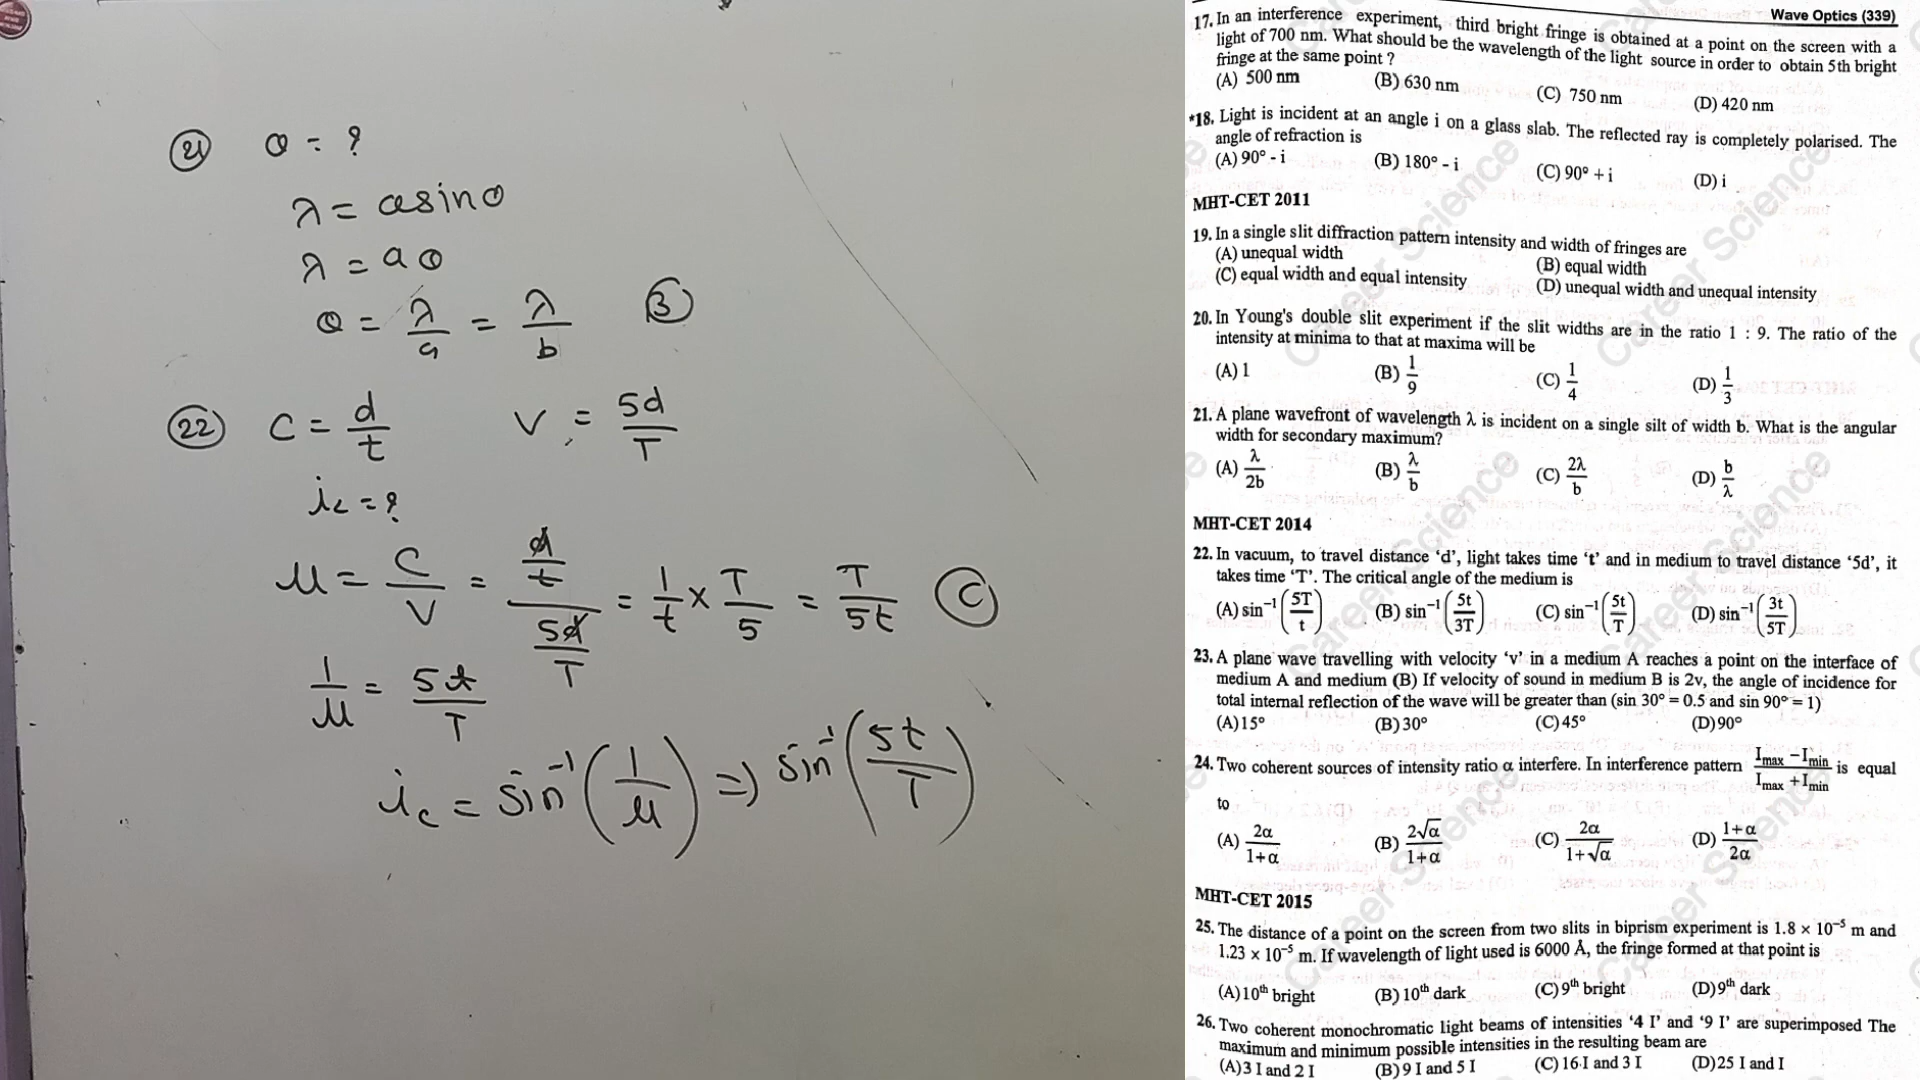 21 θ = ?
λ = a sin θ
λ = a θ
θ = λ/a = λ/b (B)
22 C = d/t V = 5d/T
ic = ?
μ = C/V = (d/t)/(5d/T) = 1/t × T/5 = T/5t (C)
1/μ = 5t/T
ic = sin⁻¹(1/μ) ⇒ sin⁻¹(5t/T)
Wave Optics (339)
17. In an interference experiment, third bright fringe is obtained at a point on the screen with a
light of 700 nm. What should be the wavelength of the light source in order to obtain 5th bright
fringe at the same point ?
(A) 500 nm (B) 630 nm (C) 750 nm (D) 420 nm
*18. Light is incident at an angle i on a glass slab. The reflected ray is completely polarised. The
angle of refraction is
(A) 90° - i (B) 180° - i (C) 90° + i (D) i
MHT-CET 2011
19. In a single slit diffraction pattern intensity and width of fringes are
(A) unequal width (B) equal width
(C) equal width and equal intensity (D) unequal width and unequal intensity
20. In Young's double slit experiment if the slit widths are in the ratio 1 : 9. The ratio of the
intensity at minima to that at maxima will be
(A) 1 (B) 1/9 (C) 1/4 (D) 1/3
21. A plane wavefront of wavelength λ is incident on a single silt of width b. What is the angular
width for secondary maximum?
(A) λ/2b (B) λ/b (C) 2λ/b (D) b/λ
MHT-CET 2014
22. In vacuum, to travel distance ‘d’, light takes time ‘t’ and in medium to travel distance ‘5d’, it
takes time ‘T’. The critical angle of the medium is
(A) sin⁻¹(5T/t) (B) sin⁻¹(5t/3T) (C) sin⁻¹(5t/T) (D) sin⁻¹(3t/5T)
23. A plane wave travelling with velocity ‘v’ in a medium A reaches a point on the interface of
medium A and medium (B) If velocity of sound in medium B is 2v, the angle of incidence for
total internal reflection of the wave will be greater than (sin 30° = 0.5 and sin 90° = 1)
(A) 15° (B) 30° (C) 45° (D) 90°
24. Two coherent sources of intensity ratio α interfere. In interference pattern (Imax − Imin)/(Imax + Imin) is equal
to
(A) 2α/(1+α) (B) 2√α/(1+α) (C) 2α/(1+√α) (D) (1+α)/2α
MHT-CET 2015
25. The distance of a point on the screen from two slits in biprism experiment is 1.8 × 10⁻⁵ m and
1.23 × 10⁻⁵ m. If wavelength of light used is 6000 Å, the fringe formed at that point is
(A) 10th bright (B) 10th dark (C) 9th bright (D) 9th dark
26. Two coherent monochromatic light beams of intensities ‘4 I’ and ‘9 I’ are superimposed The
maximum and minimum possible intensities in the resulting beam are
(A) 3 I and 2 I (B) 9 I and 5 I (C) 16 I and 3 I (D) 25 I and I
Career Science